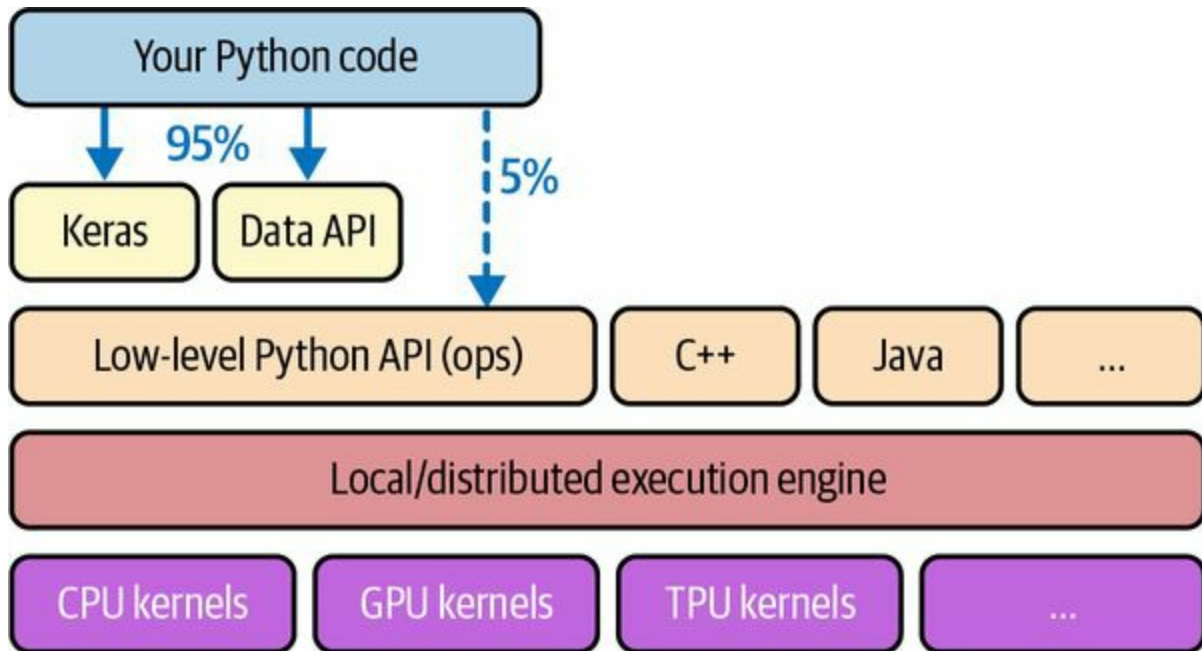 Your Python code
95%
5%
Keras
Data API
Low-level Python API (ops)
C++
Java
...
Local/distributed execution engine
CPU kernels
GPU kernels
TPU kernels
...